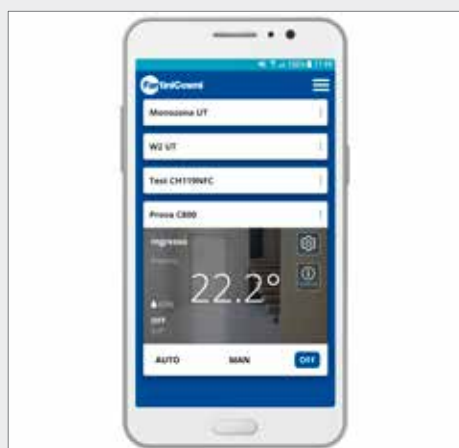 FantiniCosmi
Monozona UT
W2 UT
Test CH119NFC
Prova C800
Ingresso
22.2°
OFF
AUTO MAN OFF